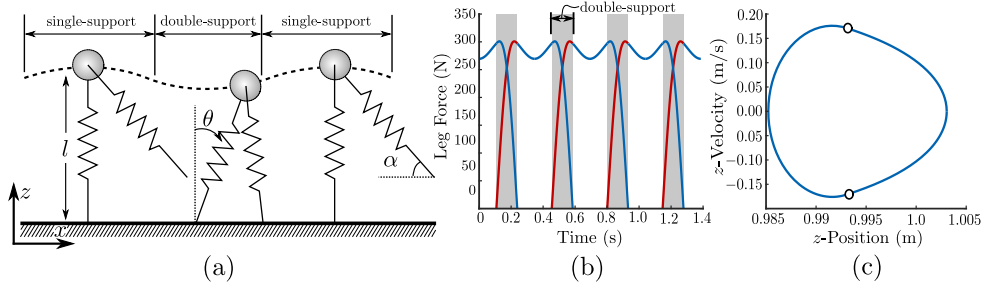 single-support
double-support
single-support
l
θ
α
z
x
(a)
double-support
Leg Force (N)
350
300
250
200
150
100
50
0
0
0.2
0.4
0.6
0.8
1.0
1.2
1.4
Time (s)
(b)
z-Velocity (m/s)
0.20
0.15
0.10
0.05
0.00
-0.05
-0.10
-0.15
0.985
0.99
0.995
1.0
1.005
z-Position (m)
(c)